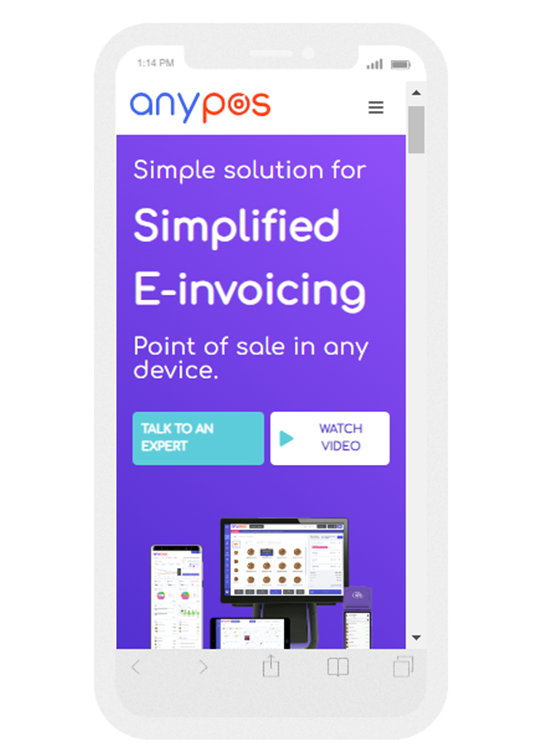 1:14 PM
anypos
Simple solution for
Simplified
E-invoicing
Point of sale in any
device.
TALK TO AN
EXPERT
WATCH
VIDEO
anypos